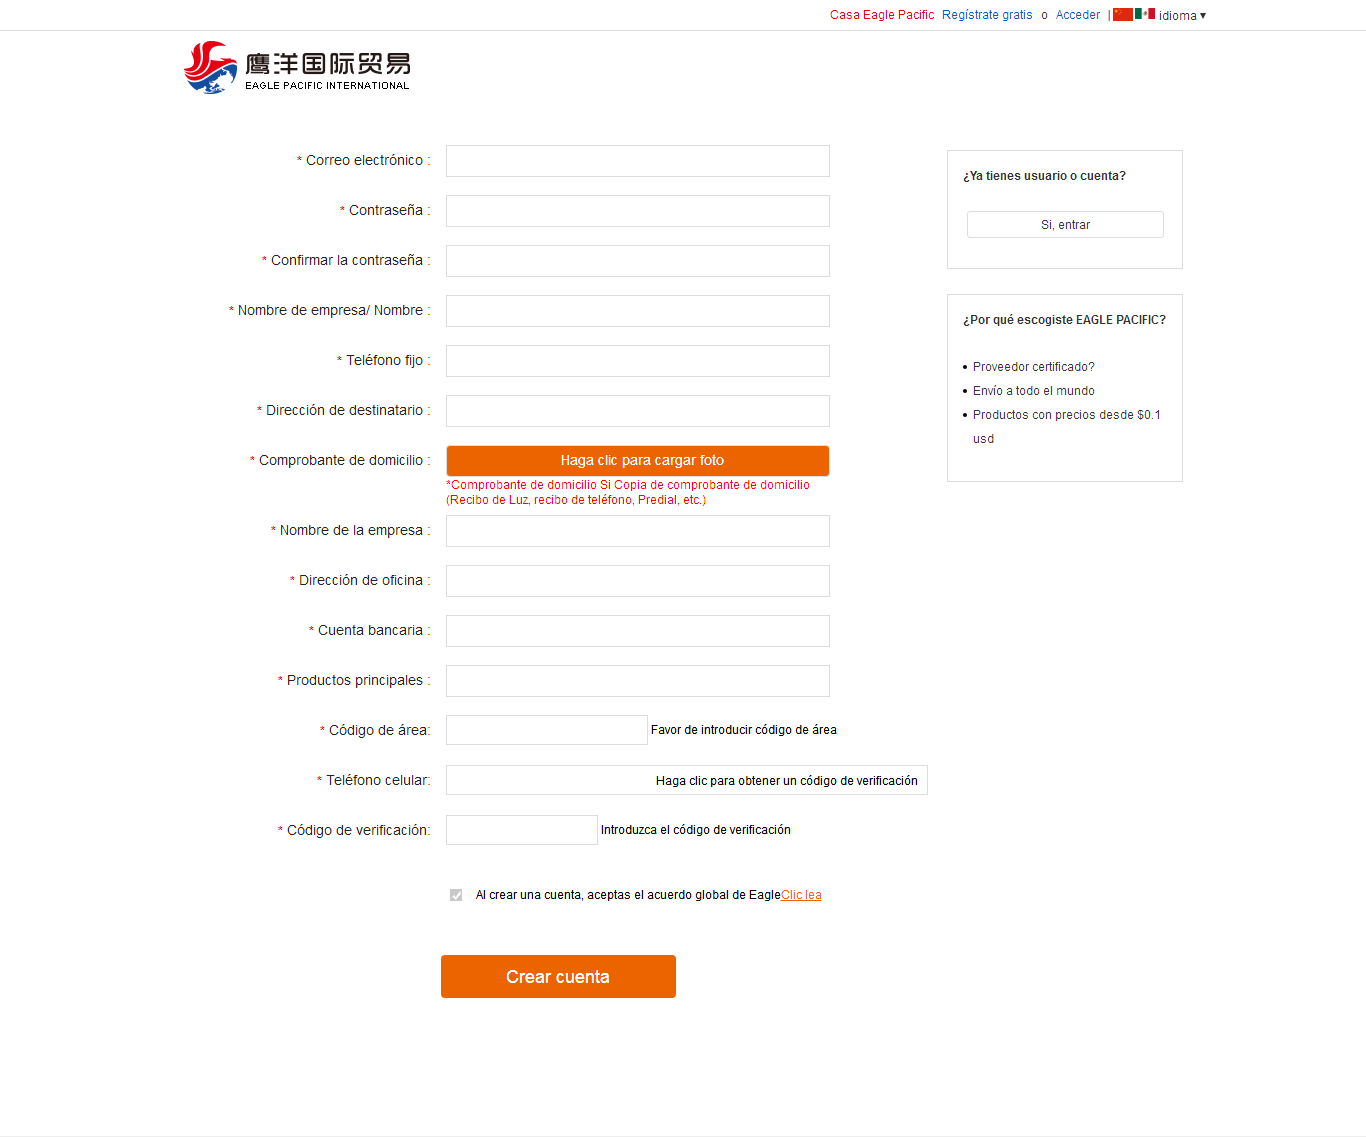 Casa Eagle Pacific Regístrate gratis o Acceder | idioma ▾
鹰洋国际贸易
EAGLE PACIFIC INTERNATIONAL
* Correo electrónico :
* Contraseña :
* Confirmar la contraseña :
* Nombre de empresa/ Nombre :
* Teléfono fijo :
* Dirección de destinatario :
* Comprobante de domicilio : Haga clic para cargar foto
*Comprobante de domicilio Si Copia de comprobante de domicilio
(Recibo de Luz, recibo de teléfono, Predial, etc.)
* Nombre de la empresa :
* Dirección de oficina :
* Cuenta bancaria :
* Productos principales :
* Código de área: Favor de introducir código de área
* Teléfono celular: Haga clic para obtener un código de verificación
* Código de verificación: Introduzca el código de verificación
Al crear una cuenta, aceptas el acuerdo global de EagleClic lea
Crear cuenta
¿Ya tienes usuario o cuenta?
Si, entrar
¿Por qué escogiste EAGLE PACIFIC?
• Proveedor certificado?
• Envío a todo el mundo
• Productos con precios desde $0.1
usd